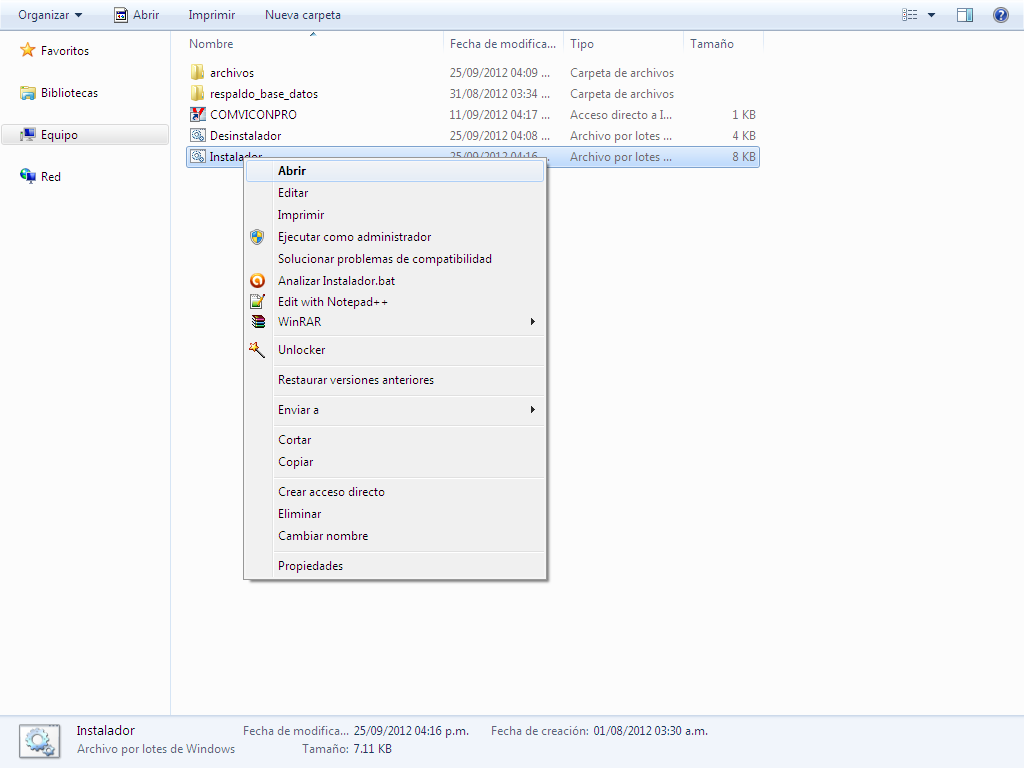 Organizar Abrir Imprimir Nueva carpeta
Nombre Fecha de modifica... Tipo Tamaño
Favoritos
Bibliotecas
Equipo
Red
archivos 25/09/2012 04:09 ... Carpeta de archivos
respaldo_base_datos 31/08/2012 03:34 ... Carpeta de archivos
COMVICONPRO 11/09/2012 04:17 ... Acceso directo a I... 1 KB
Desinstalador 25/09/2012 04:08 ... Archivo por lotes ... 4 KB
Instalador 25/09/2012 04:16 ... Archivo por lotes ... 8 KB
Abrir
Editar
Imprimir
Ejecutar como administrador
Solucionar problemas de compatibilidad
Analizar Instalador.bat
Edit with Notepad++
WinRAR
Unlocker
Restaurar versiones anteriores
Enviar a
Cortar
Copiar
Crear acceso directo
Eliminar
Cambiar nombre
Propiedades
Instalador Fecha de modifica... 25/09/2012 04:16 p.m. Fecha de creación: 01/08/2012 03:30 a.m.
Archivo por lotes de Windows Tamaño: 7.11 KB